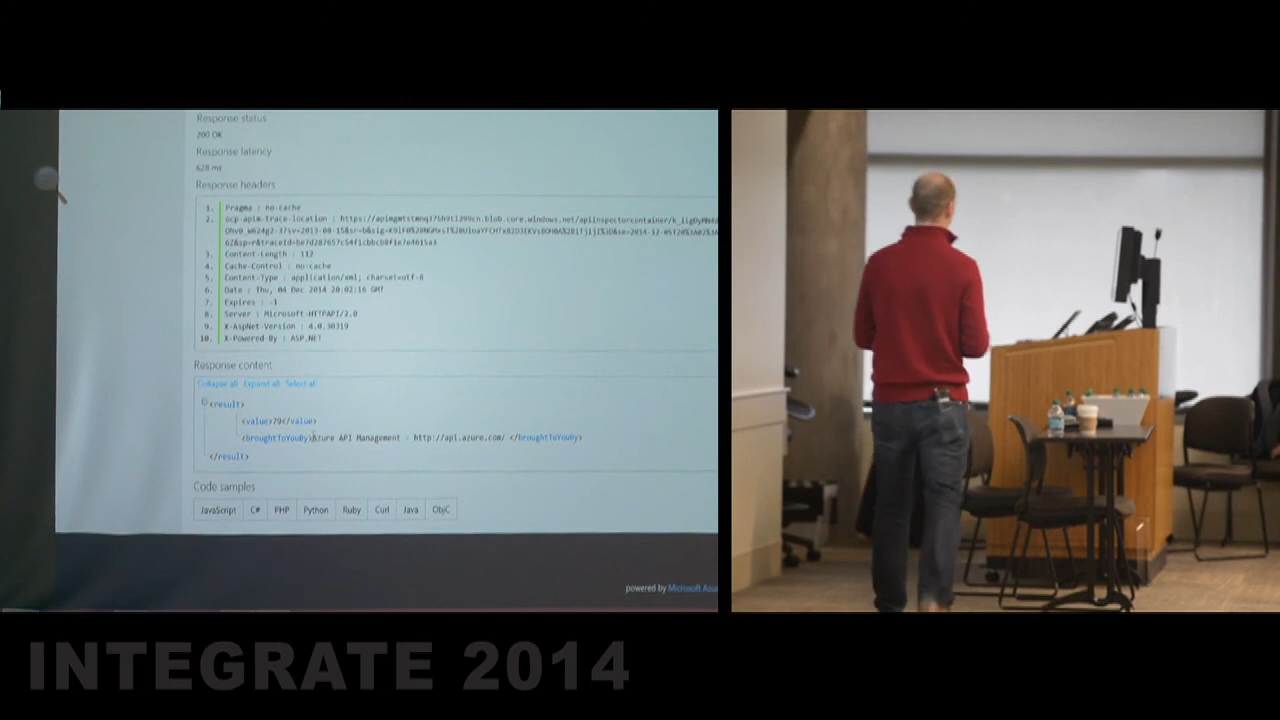 Response status
200 OK
Response latency
628 ms
Response headers
1. Pragma : no-cache
2. ocp-apim-trace-location :
3. Content-Length : 112
4. Cache-Control : no-cache
5. Content-Type : application/xml; charset=utf-8
6. Date : Thu, 04 Dec 2014 20:02:16 GMT
7. Expires : -1
8. Server : Microsoft-HTTPAPI/2.0
9. X-AspNet-Version : 4.0.30319
10. X-Powered-By : ASP.NET
Response content
Collapse all Expand all Select all
<result>
<value>79</value>
<broughtToYouBy>Azure API Management - http://api.azure.com/ </broughtToYouBy>
</result>
Code samples
JavaScript C# PHP Python Ruby Curl Java ObjC
powered by Microsoft Azu
INTEGRATE 2014